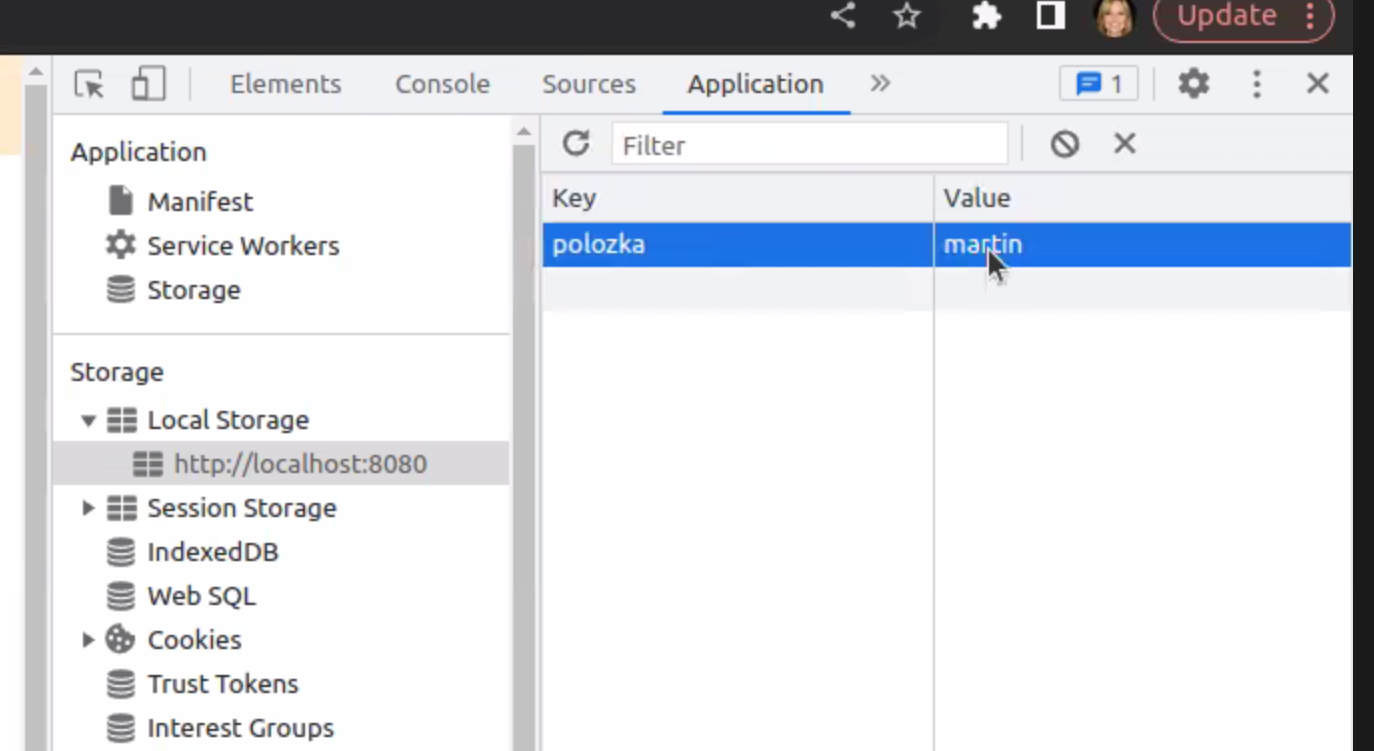 Update
Elements Console Sources Application 1
Application
Manifest
Service Workers
Storage
Storage
Local Storage
http://localhost:8080
Session Storage
IndexedDB
Web SQL
Cookies
Trust Tokens
Interest Groups
Filter
Key Value
polozka martin